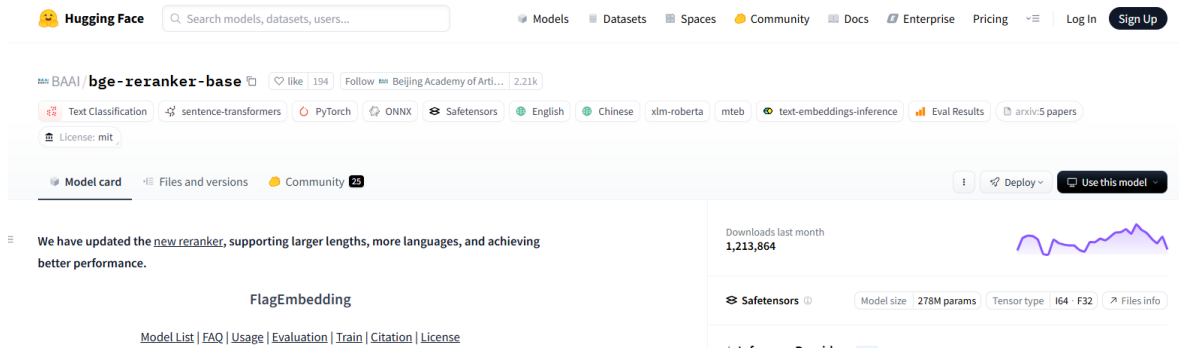 Hugging Face Search models, datasets, users... Models Datasets Spaces Community Docs Enterprise Pricing Log In Sign Up
BAAI/bge-reranker-base like 194 Follow Beijing Academy of Arti... 2.21k
Text Classification sentence-transformers PyTorch ONNX Safetensors English Chinese xlm-roberta mteb text-embeddings-inference Eval Results arxiv:5 papers
License: mit
Model card Files and versions Community 25 Deploy Use this model
We have updated the new reranker, supporting larger lengths, more languages, and achieving
better performance.
Downloads last month
1,213,864
FlagEmbedding
Safetensors Model size 278M params Tensor type I64 · F32 Files info
Model List | FAQ | Usage | Evaluation | Train | Citation | License